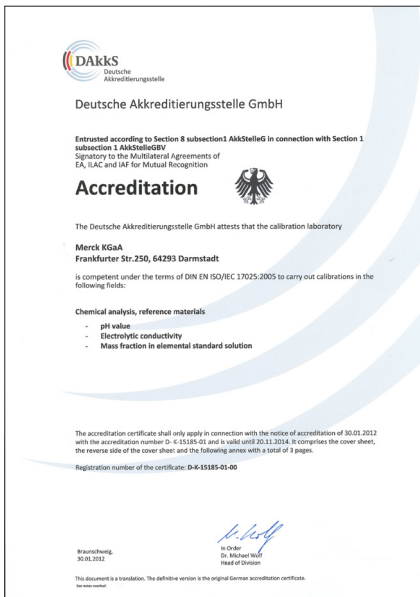 DAkkS
Deutsche
Akkreditierungsstelle
Deutsche Akkreditierungsstelle GmbH
Entrusted according to Section 8 subsection1 AkkStelleG in connection with Section 1
subsection 1 AkkStelleGBV
Signatory to the Multilateral Agreements of
EA, ILAC and IAF for Mutual Recognition
Accreditation
The Deutsche Akkreditierungsstelle GmbH attests that the calibration laboratory
Merck KGaA
Frankfurter Str.250, 64293 Darmstadt
is competent under the terms of DIN EN ISO/IEC 17025:2005 to carry out calibrations in the
following fields:
Chemical analysis, reference materials
- pH value
- Electrolytic conductivity
- Mass fraction in elemental standard solution
The accreditation certificate shall only apply in connection with the notice of accreditation of 30.01.2012
with the accreditation number D- K-15185-01 and is valid until 20.11.2014. It comprises the cover sheet,
the reverse side of the cover sheet and the following annex with a total of 3 pages.
Registration number of the certificate: D-K-15185-01-00
Braunschweig,
30.01.2012
In Order
Dr. Michael Wolf
Head of Division
This document is a translation. The definitive version is the original German accreditation certificate.
See notes overleaf.